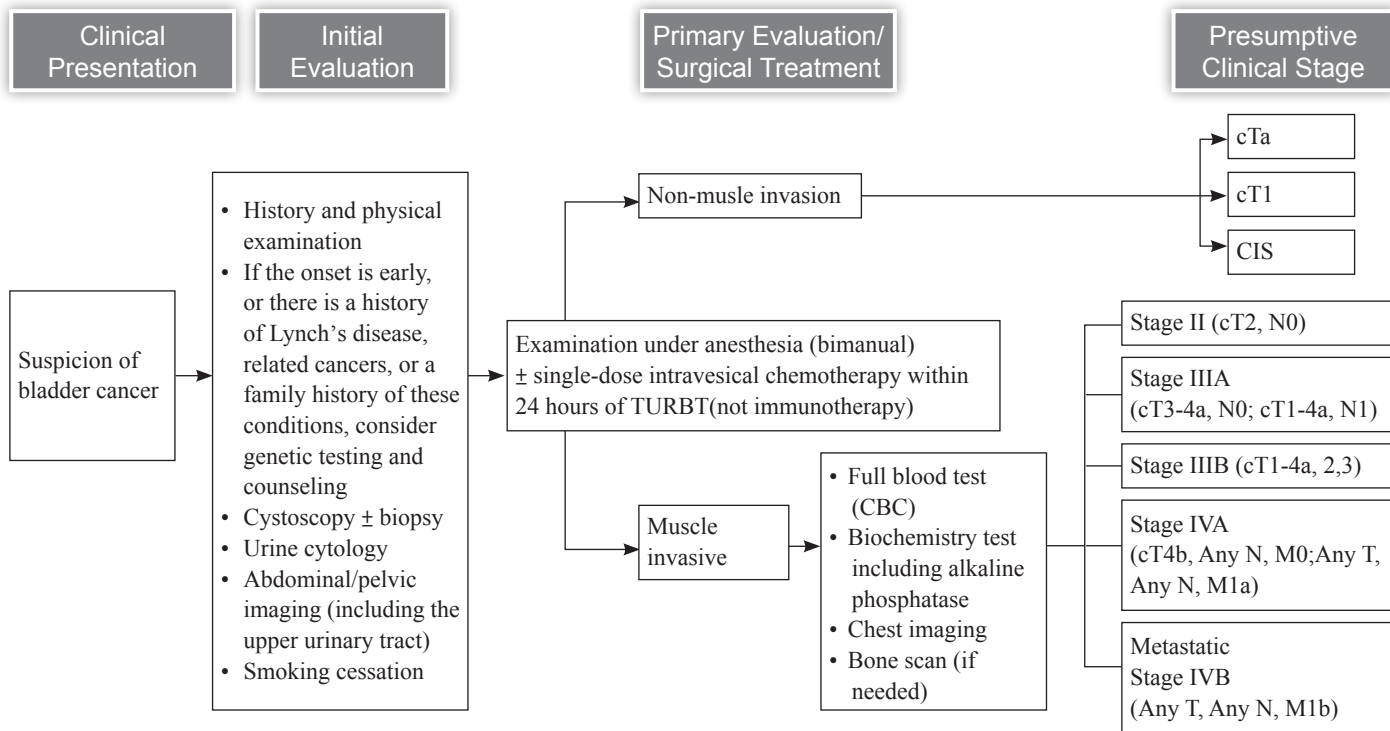 Clinical
Presentation
Initial
Evaluation
Primary Evaluation/
Surgical Treatment
Presumptive
Clinical Stage
Suspicion of
bladder cancer
• History and physical
examination
• If the onset is early,
or there is a history
of Lynch’s disease,
related cancers, or a
family history of these
conditions, consider
genetic testing and
counseling
• Cystoscopy ± biopsy
• Urine cytology
• Abdominal/pelvic
imaging (including the
upper urinary tract)
• Smoking cessation
Non-musle invasion
Examination under anesthesia (bimanual)
± single-dose intravesical chemotherapy within
24 hours of TURBT(not immunotherapy)
Muscle
invasive
• Full blood test
(CBC)
• Biochemistry test
including alkaline
phosphatase
• Chest imaging
• Bone scan (if
needed)
cTa
cT1
CIS
Stage II (cT2, N0)
Stage IIIA
(cT3-4a, N0; cT1-4a, N1)
Stage IIIB (cT1-4a, 2,3)
Stage IVA
(cT4b, Any N, M0;Any T,
Any N, M1a)
Metastatic
Stage IVB
(Any T, Any N, M1b)